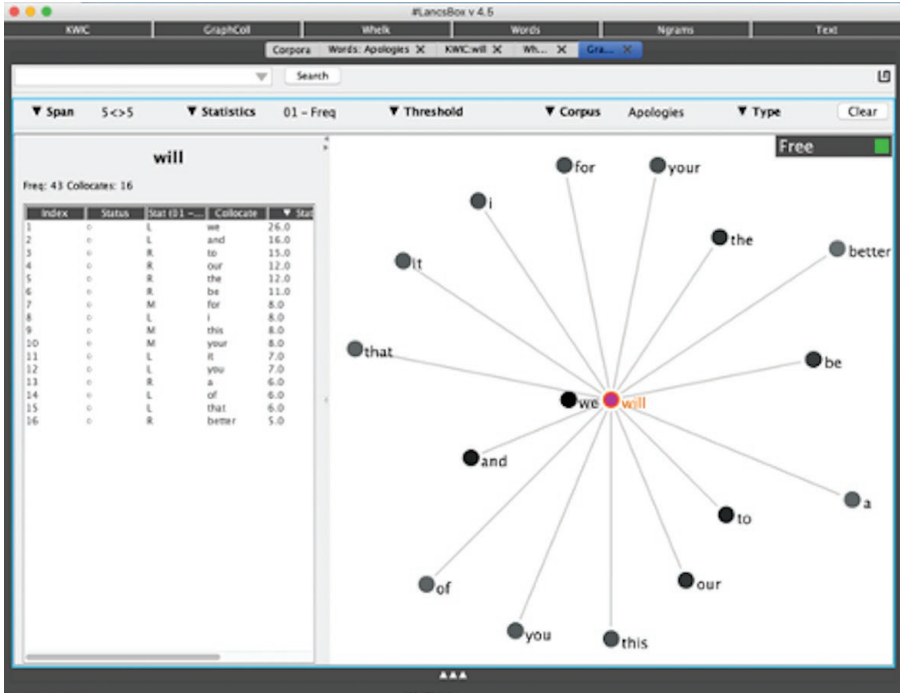 #LancsBox v 4.5
KWIC GraphColl Whelk Words Ngrams Text
Corpora Words: Apologies X KWIC:will X Wh... X Gra... X
Search
▼ Span 5<>5 ▼ Statistics 01 - Freq ▼ Threshold ▼ Corpus Apologies ▼ Type Clear
will
Freq: 43 Collocates: 16
Index Status Stat (01 -... Collocate ▼ Stat
1 o L we 26.0
2 o L and 16.0
3 o R to 15.0
4 o R our 12.0
5 o R the 12.0
6 o R be 11.0
7 o M for 8.0
8 o L i 8.0
9 o M this 8.0
10 o M your 8.0
11 o L it 7.0
12 o L you 7.0
13 o R a 6.0
14 o L of 6.0
15 o L that 6.0
16 o R better 5.0
Free
for
your
i
the
it
better
that
be
we
will
and
a
to
of
our
you
this